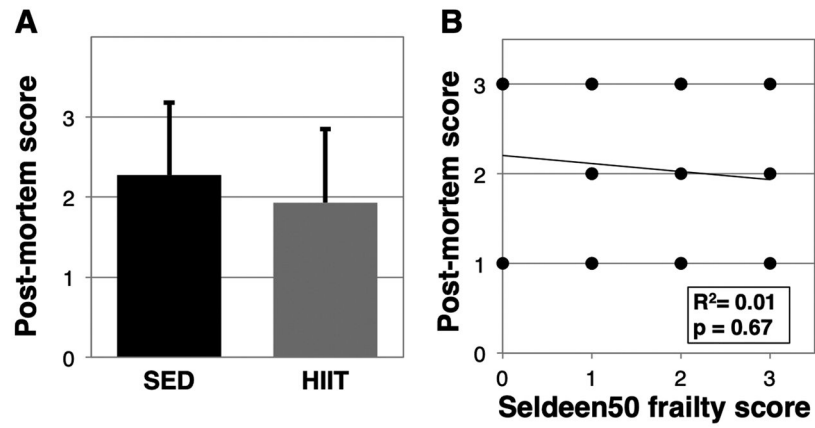 A
Post-mortem score
3
2
1
0
SED HIIT
B
Post-mortem score
3
2
1
0
R²= 0.01
p = 0.67
0 1 2 3
Seldeen50 frailty score